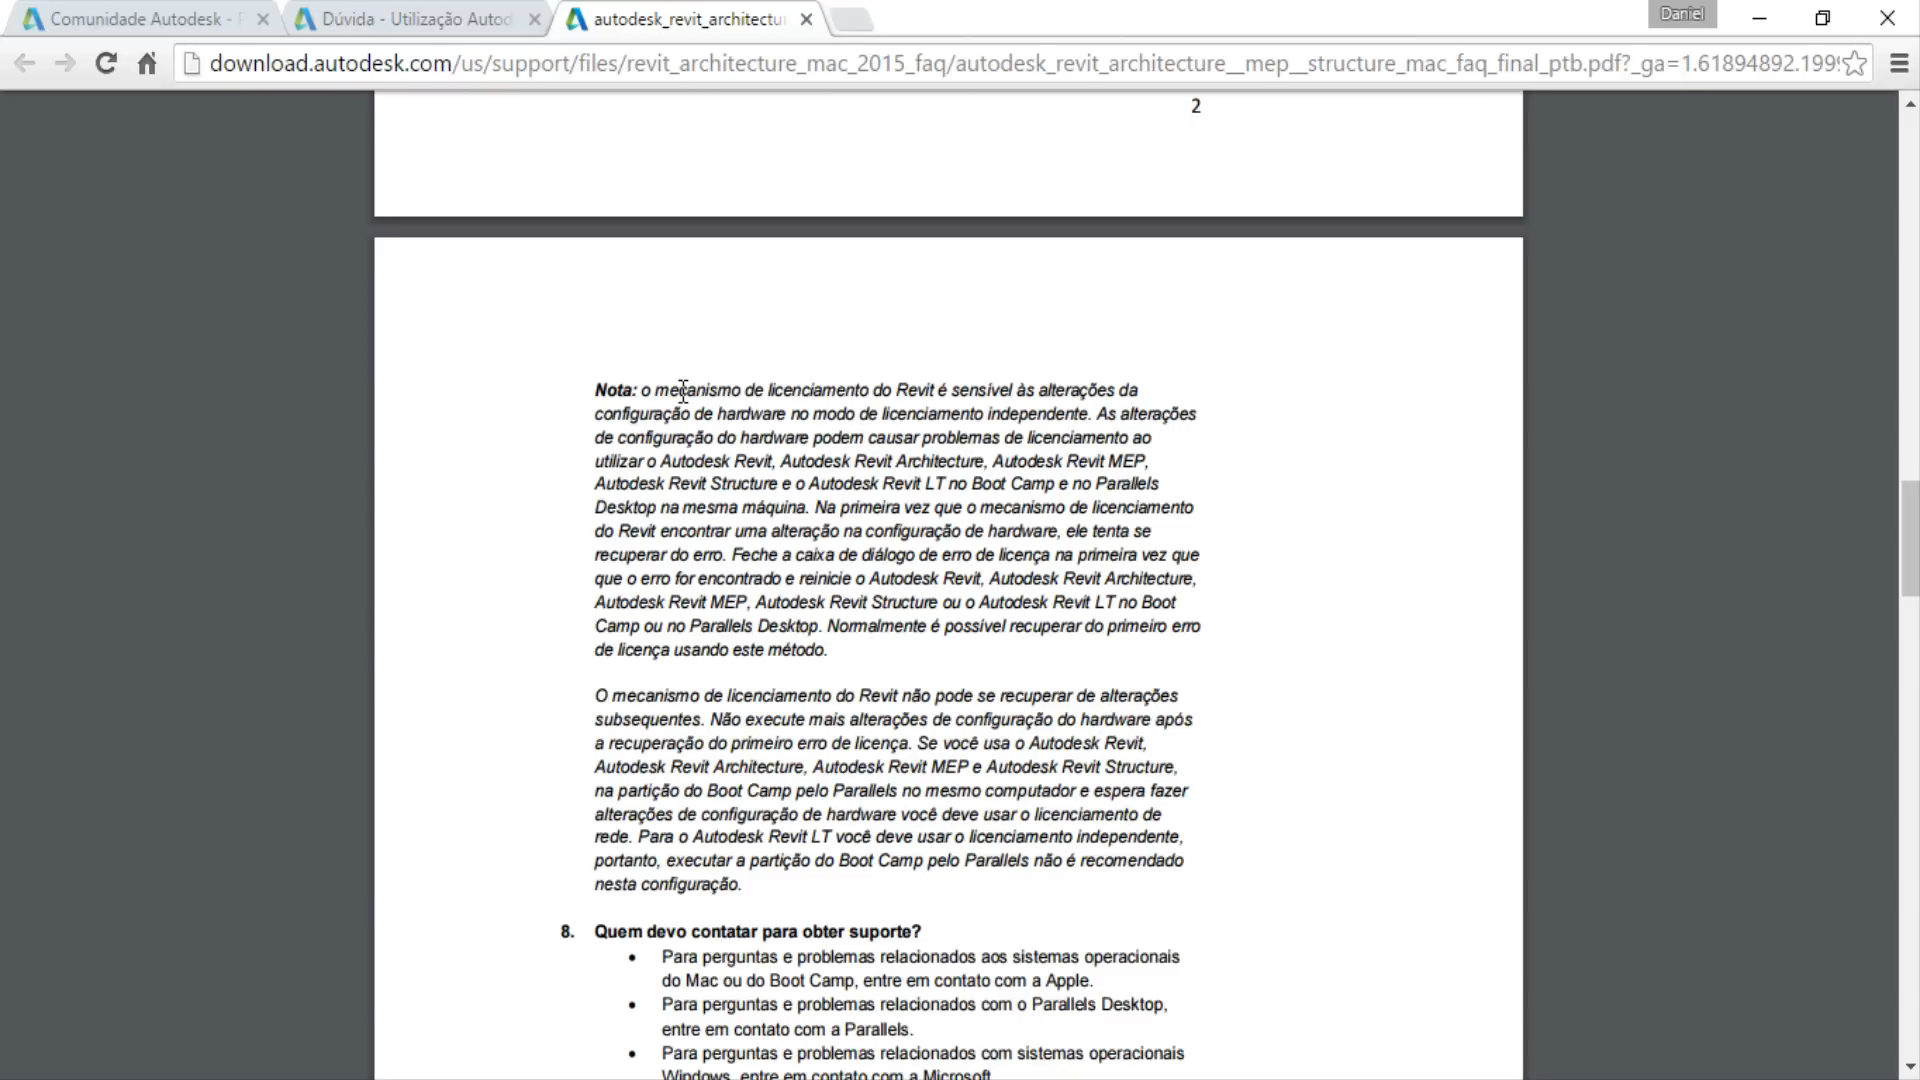 Comunidade Autodesk -
Dúvida - Utilização Autod
autodesk_revit_architectu
Daniel
download.autodesk.com/us/support/files/revit_architecture_mac_2015_faq/autodesk_revit_architecture__mep__structure_mac_faq_final_ptb.pdf?_ga=1.61894892.199
2
Nota: o mecanismo de licenciamento do Revit é sensível às alterações da
configuração de hardware no modo de licenciamento independente. As alterações
de configuração do hardware podem causar problemas de licenciamento ao
utilizar o Autodesk Revit, Autodesk Revit Architecture, Autodesk Revit MEP,
Autodesk Revit Structure e o Autodesk Revit LT no Boot Camp e no Parallels
Desktop na mesma máquina. Na primeira vez que o mecanismo de licenciamento
do Revit encontrar uma alteração na configuração de hardware, ele tenta se
recuperar do erro. Feche a caixa de diálogo de erro de licença na primeira vez que
que o erro for encontrado e reinicie o Autodesk Revit, Autodesk Revit Architecture,
Autodesk Revit MEP, Autodesk Revit Structure ou o Autodesk Revit LT no Boot
Camp ou no Parallels Desktop. Normalmente é possível recuperar do primeiro erro
de licença usando este método.
O mecanismo de licenciamento do Revit não pode se recuperar de alterações
subsequentes. Não execute mais alterações de configuração do hardware após
a recuperação do primeiro erro de licença. Se você usa o Autodesk Revit,
Autodesk Revit Architecture, Autodesk Revit MEP e Autodesk Revit Structure,
na partição do Boot Camp pelo Parallels no mesmo computador e espera fazer
alterações de configuração de hardware você deve usar o licenciamento de
rede. Para o Autodesk Revit LT você deve usar o licenciamento independente,
portanto, executar a partição do Boot Camp pelo Parallels não é recomendado
nesta configuração.
8. Quem devo contatar para obter suporte?
• Para perguntas e problemas relacionados aos sistemas operacionais
do Mac ou do Boot Camp, entre em contato com a Apple.
• Para perguntas e problemas relacionados com o Parallels Desktop,
entre em contato com a Parallels.
• Para perguntas e problemas relacionados com sistemas operacionais
Windows, entre em contato com a Microsoft.